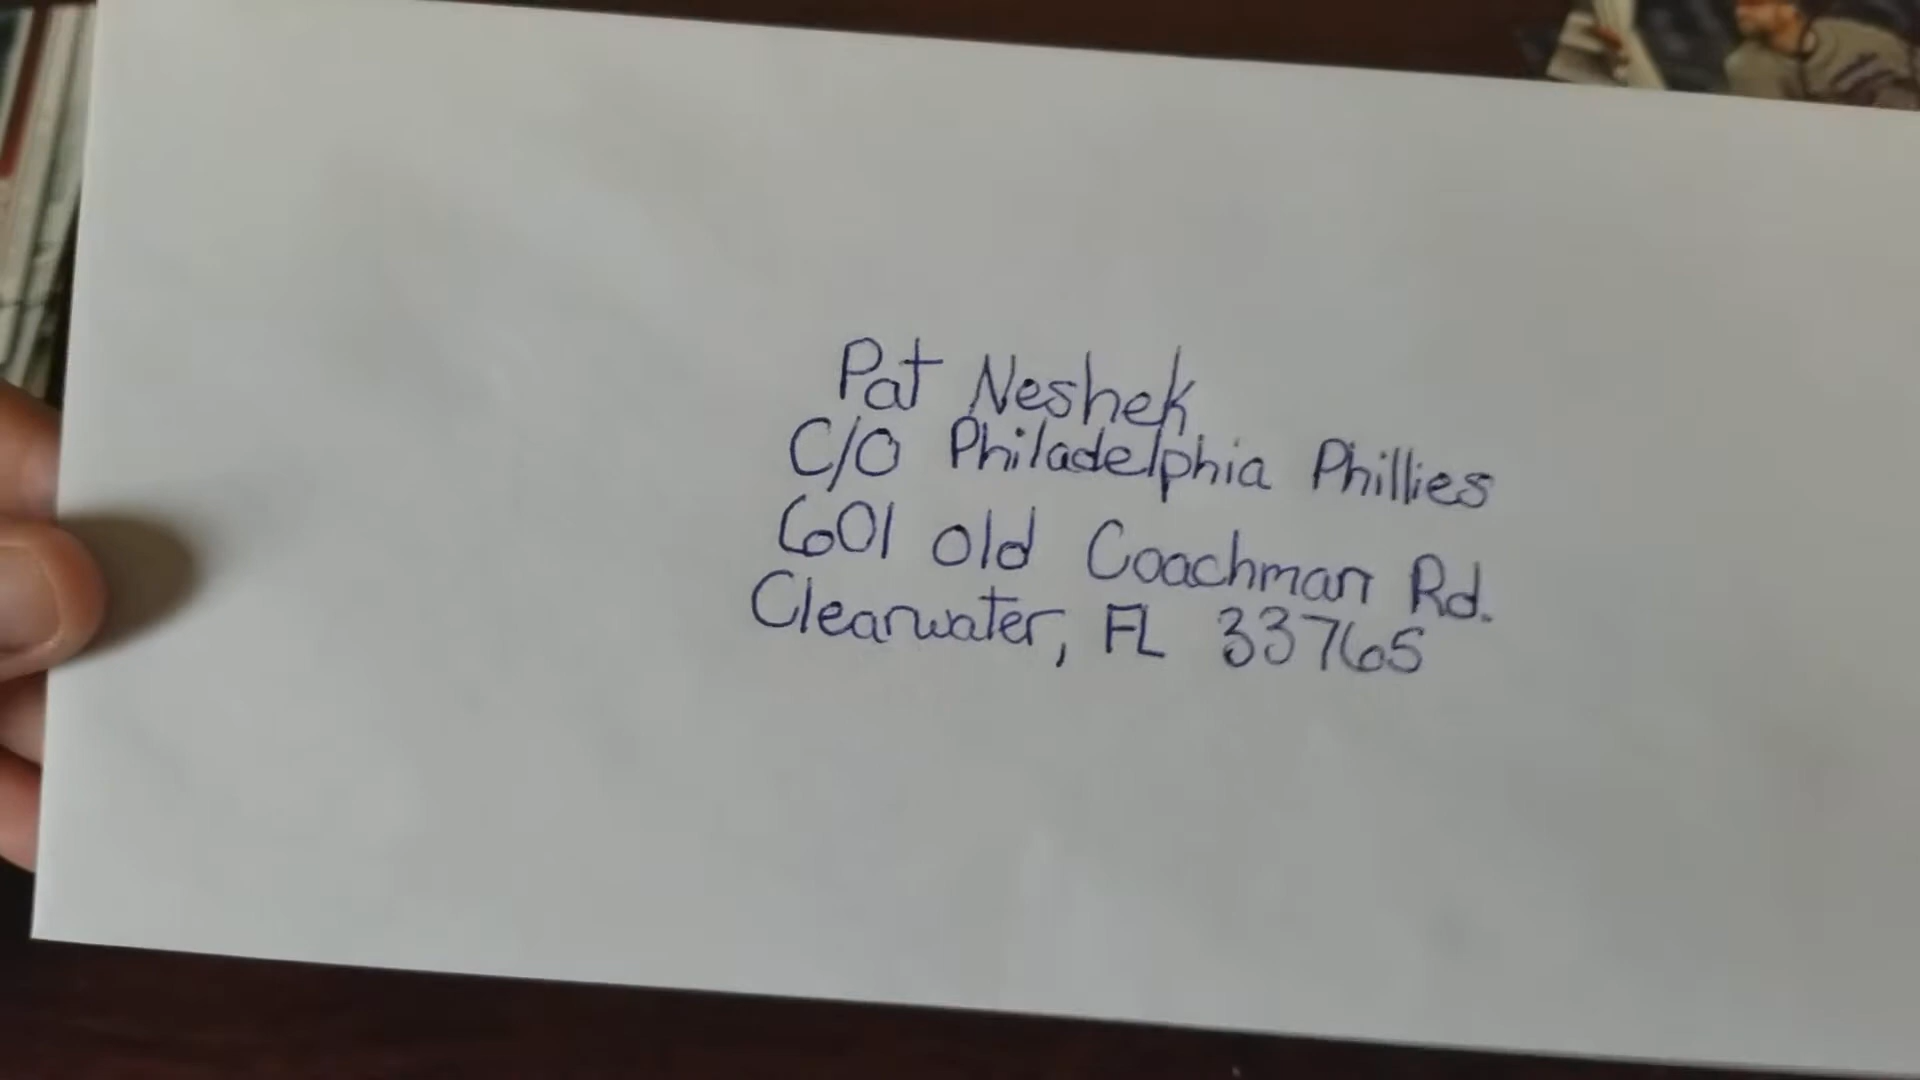 Pat Neshek
C/O Philadelphia Phillies
601 Old Coachman Rd.
Clearwater, FL 33765